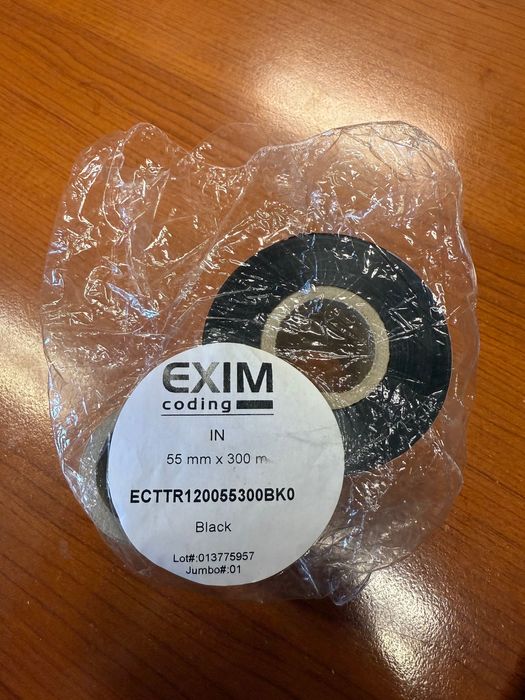 EXIM
coding
IN
55 mm x 300 m
ECTTR120055300BK0
Black
Lot#:013775957
Jumbo#:01